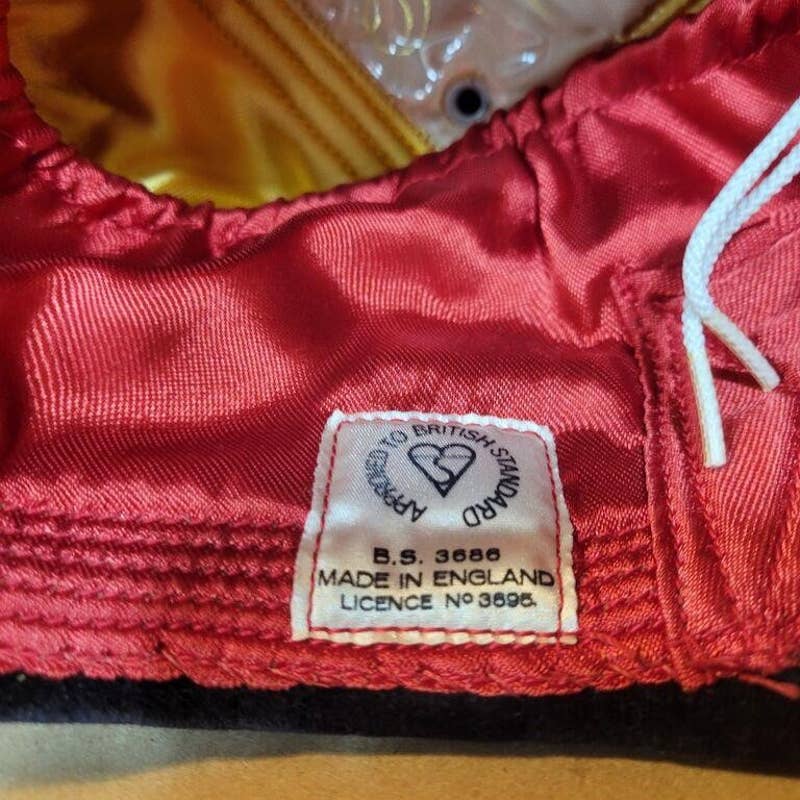 APPROVED TO BRITISH STANDARD
B.S. 3686
MADE IN ENGLAND
LICENCE Nº 3695